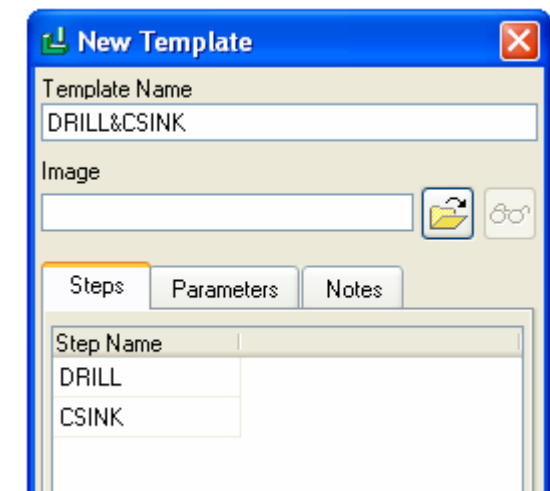 New Template
Template Name
DRILL&CSINK
Image
Steps Parameters Notes
Step Name
DRILL
CSINK